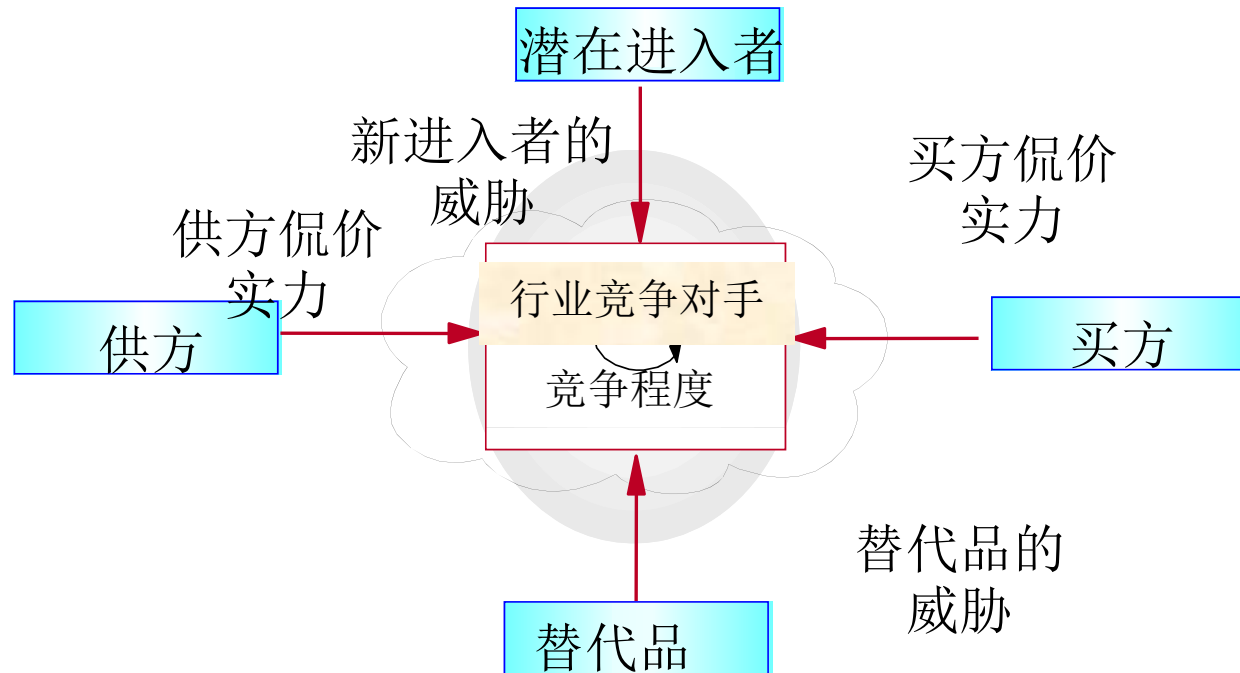 潜在进入者
新进入者的
威胁
买方侃价
实力
供方侃价
实力
行业竞争对手
供方
买方
竞争程度
替代品的
威胁
替代品